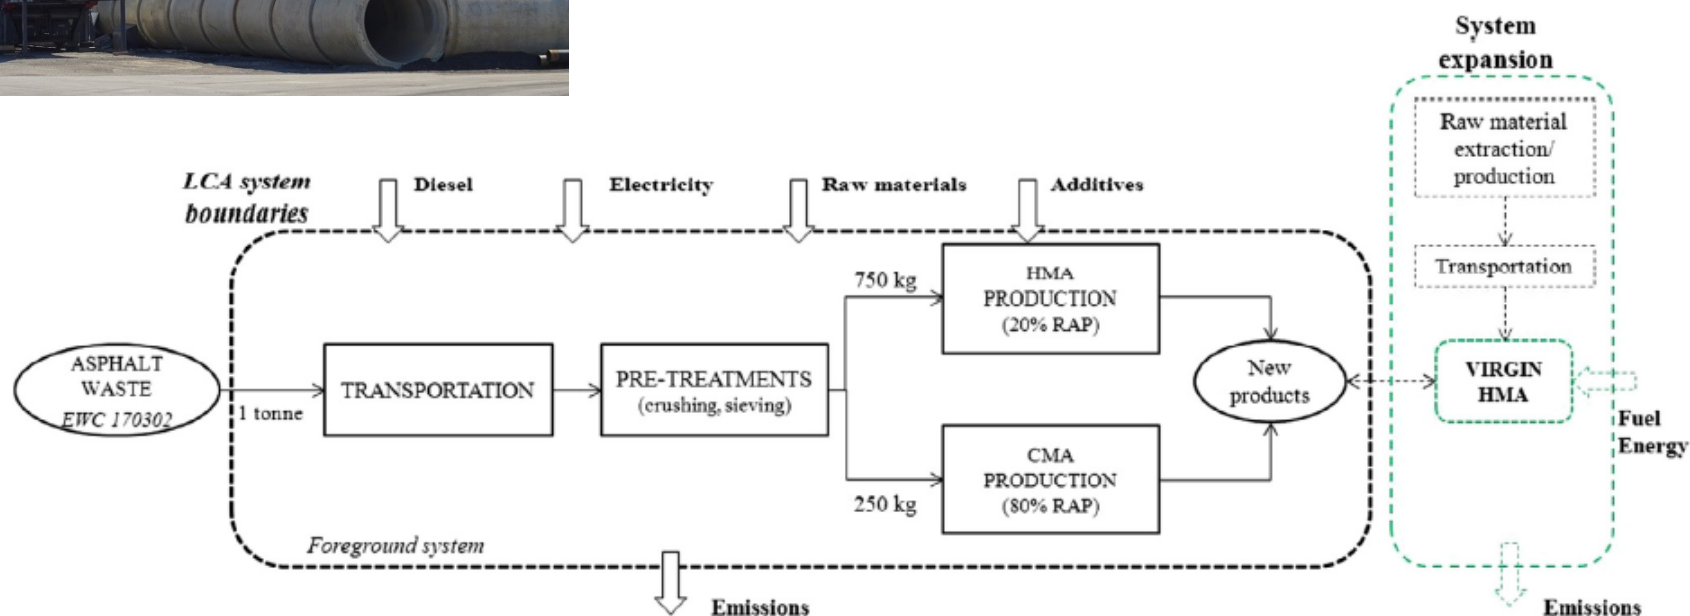 System
expansion
Raw material
extraction/
production
Transportation
VIRGIN
HMA
Fuel
Energy
Emissions
LCA system
boundaries
Diesel
Electricity
Raw materials
Additives
ASPHALT
WASTE
EWC 170302
1 tonne
TRANSPORTATION
PRE-TREATMENTS
(crushing, sieving)
750 kg
HMA
PRODUCTION
(20% RAP)
250 kg
CMA
PRODUCTION
(80% RAP)
New
products
Foreground system
Emissions